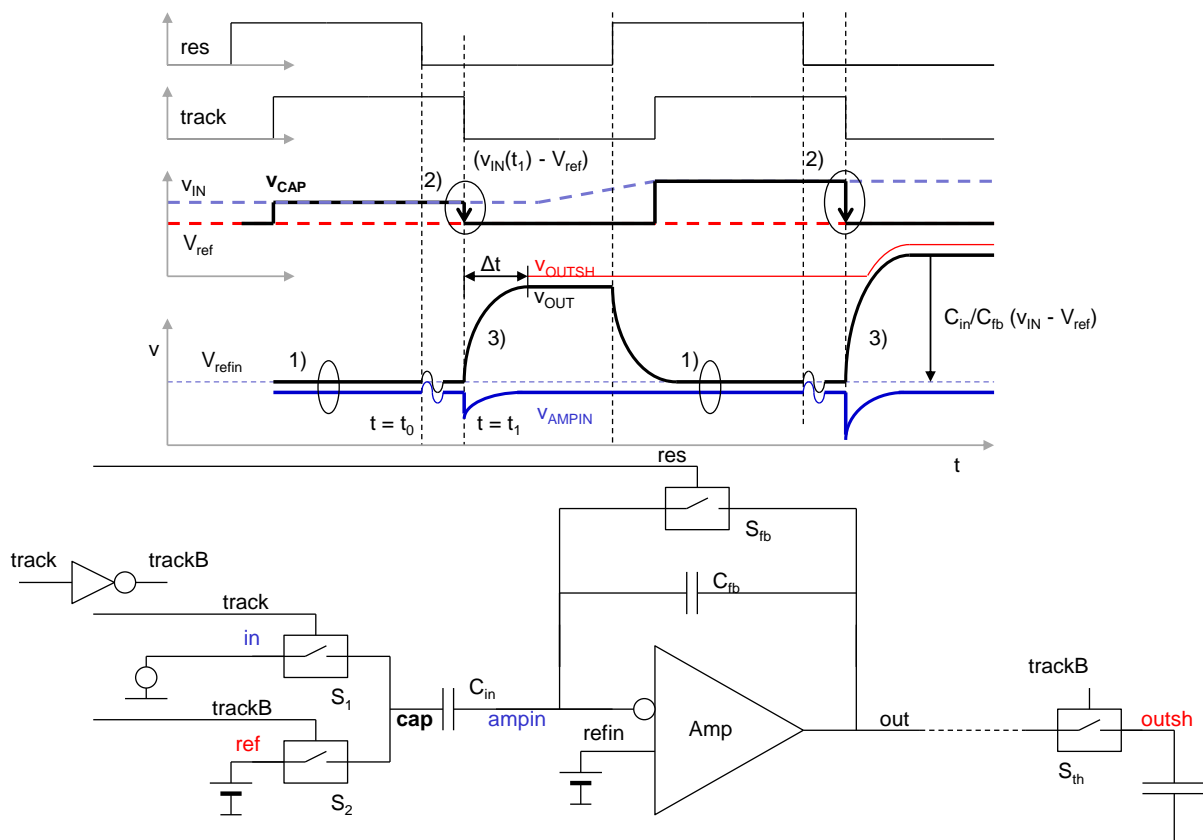 res
track
(v_IN(t_1) - V_ref)
2)
2)
v_IN
v_CAP
V_ref
Δt
v_OUTSH
v_OUT
C_in/C_fb (v_IN - V_ref)
3)
3)
v
V_refin
1)
1)
t = t_0
t = t_1
v_AMPIN
t
res
S_fb
track
trackB
C_fb
track
in
S_1
trackB
C_in
trackB
cap
ampin
refin
Amp
out
outsh
ref
S_2
S_th